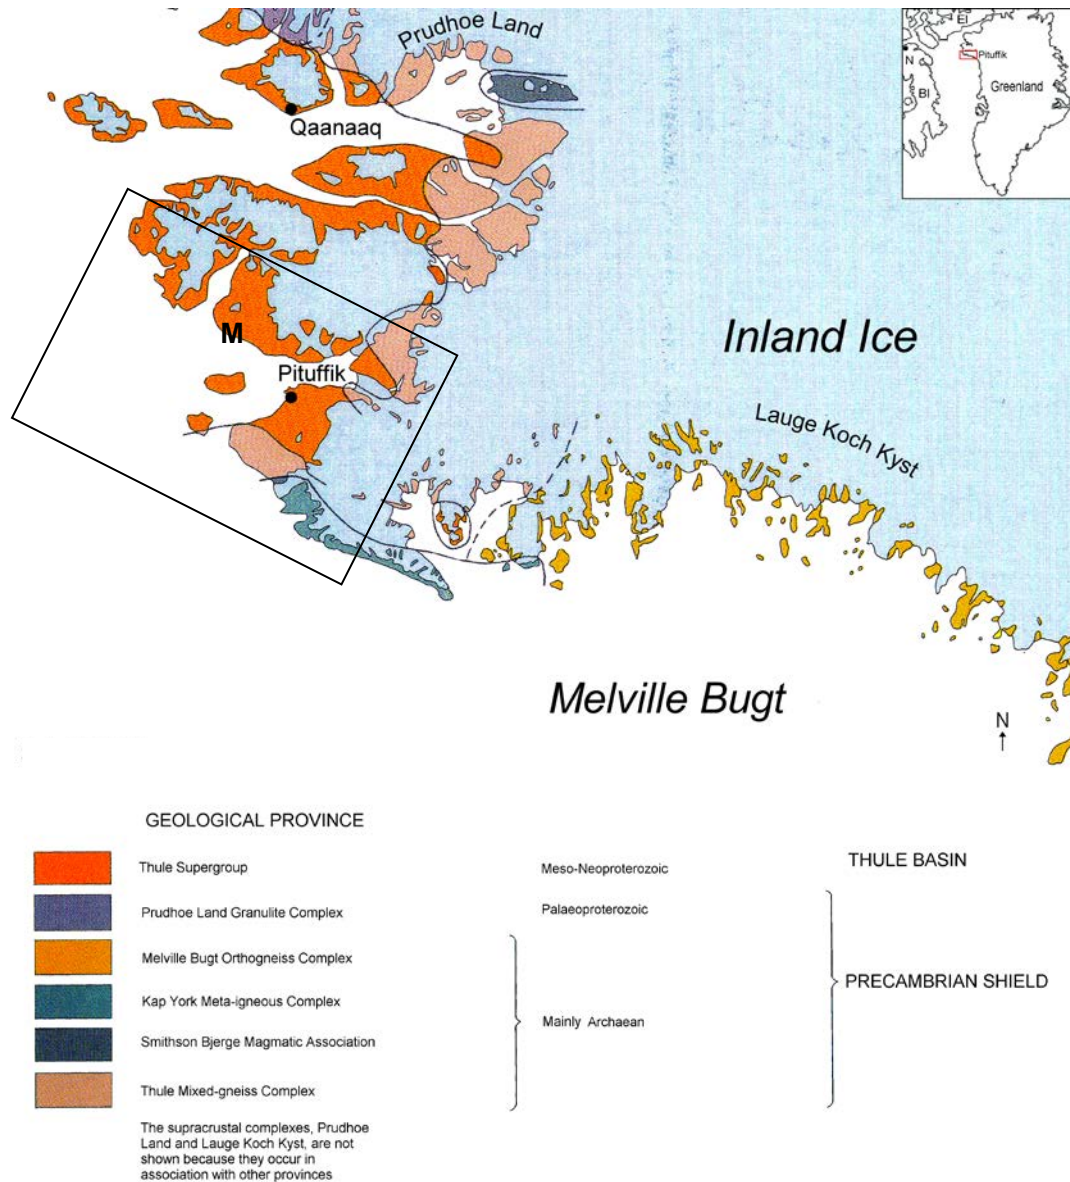 Prudhoe Land
EI
N
Pituffik
BI
Greenland
Qaanaaq
M
Inland Ice
Pituffik
Lauge Koch Kyst
Melville Bugt
N
GEOLOGICAL PROVINCE
Thule Supergroup
Meso-Neoproterozoic
THULE BASIN
Prudhoe Land Granulite Complex
Palaeoproterozoic
Melville Bugt Orthogneiss Complex
PRECAMBRIAN SHIELD
Kap York Meta-igneous Complex
Mainly Archaean
Smithson Bjerge Magmatic Association
Thule Mixed-gneiss Complex
The supracrustal complexes, Prudhoe
Land and Lauge Koch Kyst, are not
shown because they occur in
association with other provinces